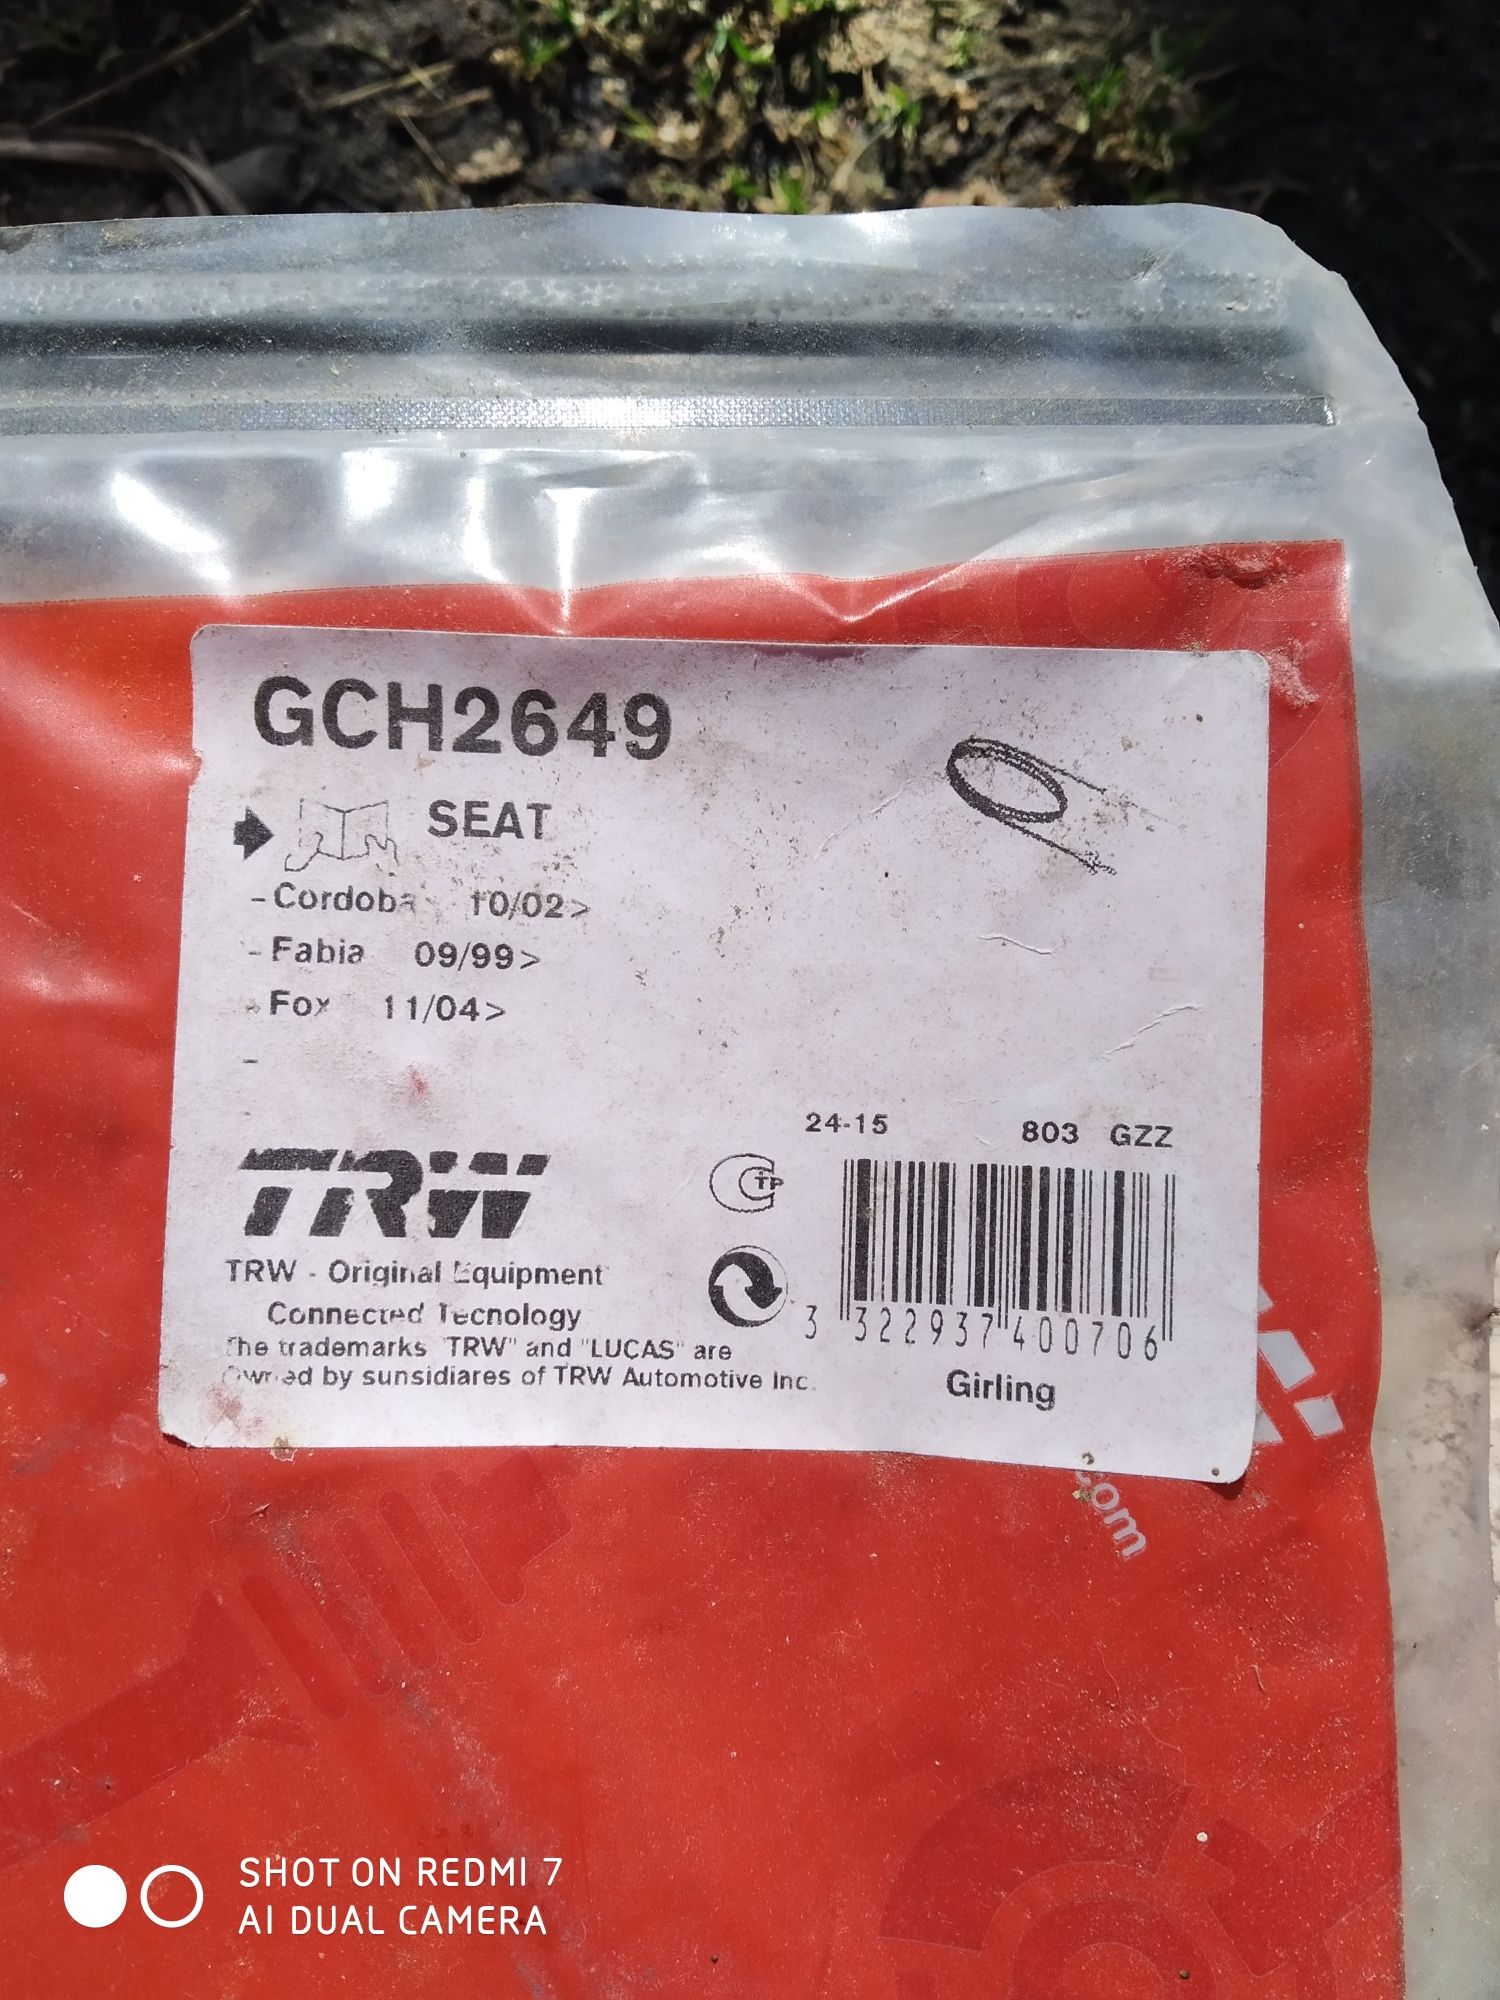 GCH2649
SEAT
- Cordoba 10/02>
- Fabia 09/99>
- Fox 11/04>
-
-
24-15 803 GZZ
TRW
CTP
TRW - Original Equipment
Connected Tecnology
The trademarks "TRW" and "LUCAS" are
Owned by sunsidiares of TRW Automotive Inc.
3 322937 400706
Girling
.com
SHOT ON REDMI 7
AI DUAL CAMERA